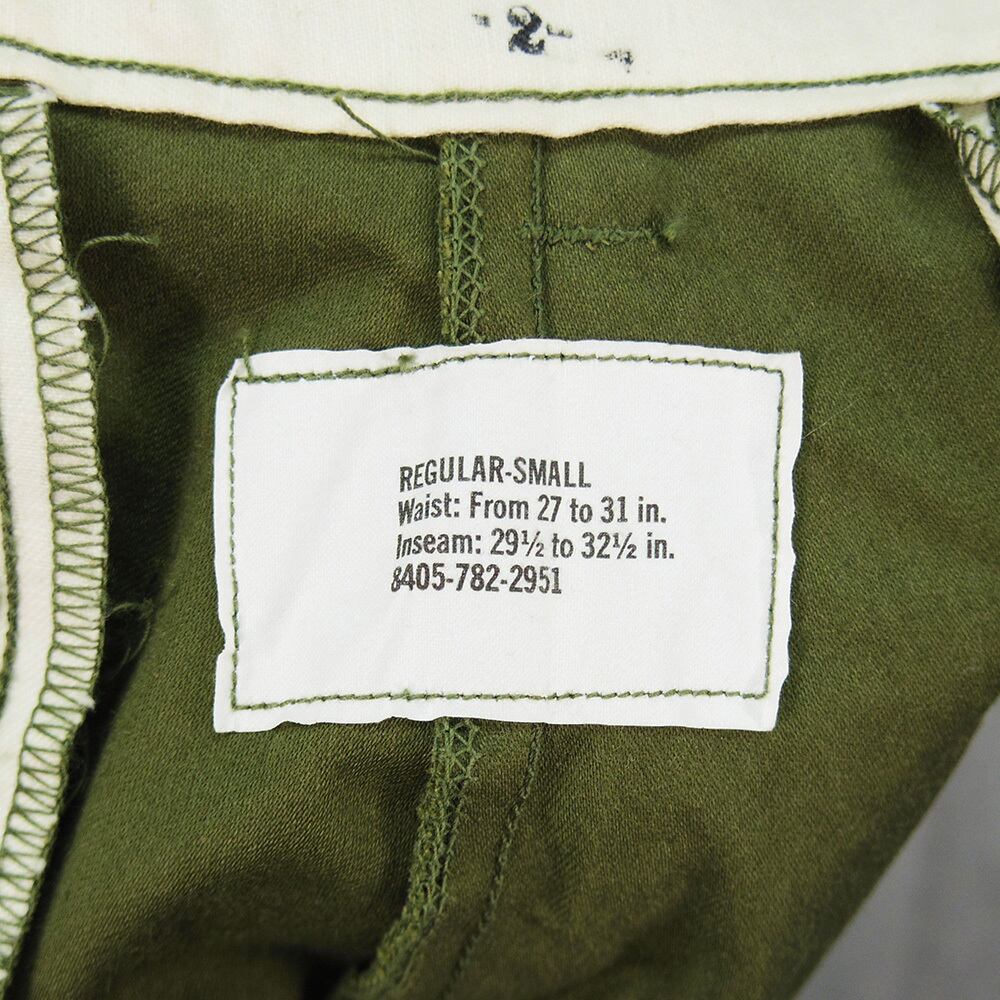 -2-
REGULAR-SMALL
Waist: From 27 to 31 in.
Inseam: 29½ to 32½ in.
8405-782-2951